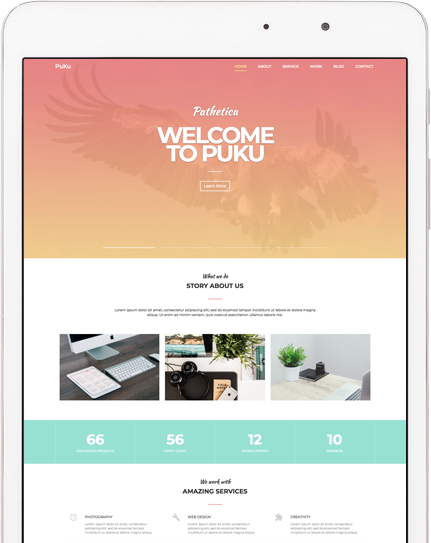 PuKu
HOME ABOUT SERVICE WORK BLOG CONTACT
Pathetica
WELCOME
TO PUKU
Learn More
What we do
STORY ABOUT US
Lorem ipsum dolor sit amet, consectetur adipiscing elit, sed do eiusmod tempor incididunt ut labore et dolore magna
aliqua. Ut enim ad minim veniam, quis nostrud exercitation ullamco laboris nisi.
66 56 12 10
We work with
AMAZING SERVICES
PHOTOGRAPHY WEB DESIGN CREATIVITY